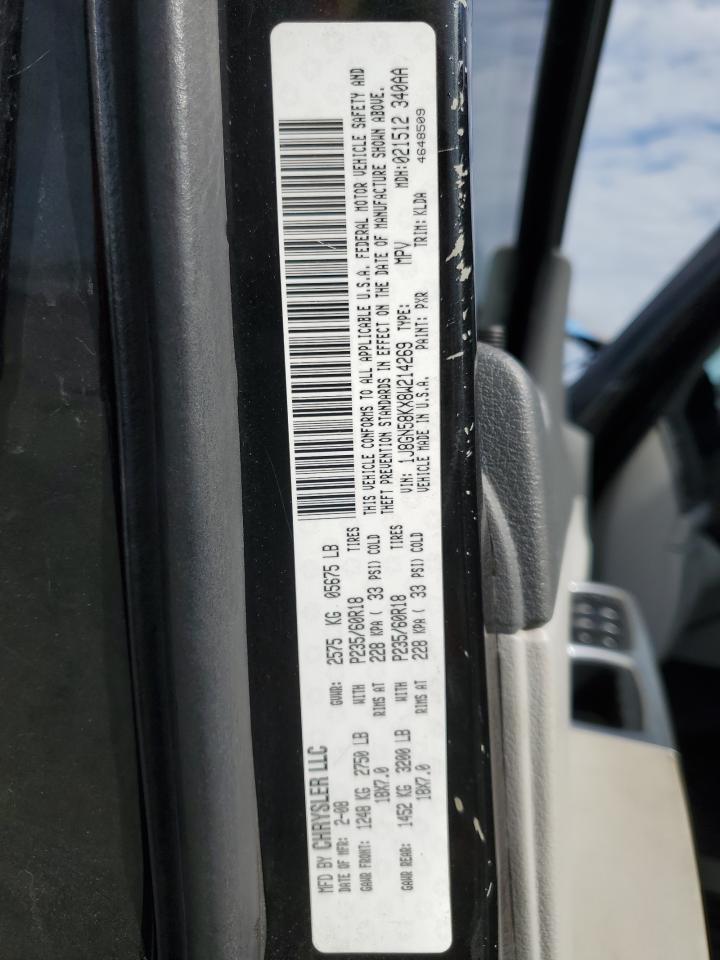 MFD BY CHRYSLER LLC
DATE OF MFR: 2-08 GVWR: 2575 KG 05675 LB
GAWR FRONT: 1248 KG 2750 LB WITH P235/60R18 TIRES
18X7.0 RIMS AT 228 KPA ( 33 PSI) COLD
GAWR REAR: 1452 KG 3200 LB WITH P235/60R18 TIRES
18X7.0 RIMS AT 228 KPA ( 33 PSI) COLD
THIS VEHICLE CONFORMS TO ALL APPLICABLE U.S.A. FEDERAL MOTOR VEHICLE SAFETY AND
THEFT PREVENTION STANDARDS IN EFFECT ON THE DATE OF MANUFACTURE SHOWN ABOVE.
VIN: 1J8GN58KX8W214269 TYPE: MPV MDH:021512 340AA
VEHICLE MADE IN U.S.A. PAINT: PXR TRIM: KLDA 4648509